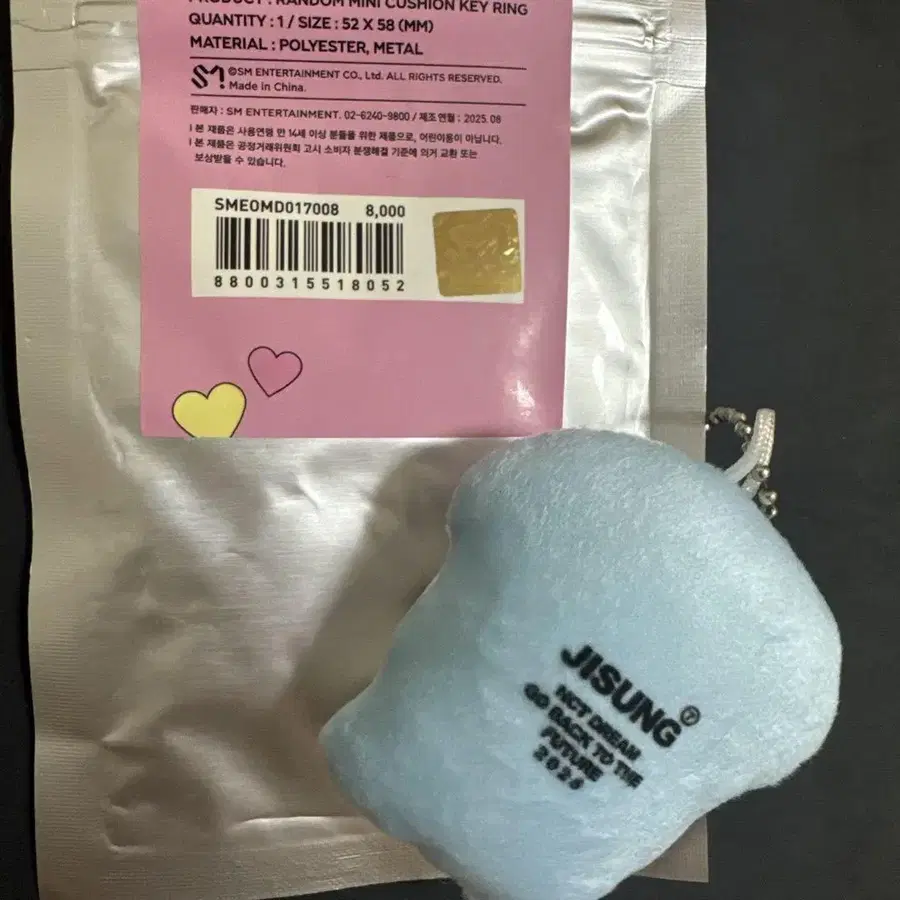 PRODUCT : RANDOM MINI CUSHION KEY RING
QUANTITY : 1 / SIZE : 52 X 58 (MM)
MATERIAL : POLYESTER, METAL
SM ©SM ENTERTAINMENT CO., Ltd. ALL RIGHTS RESERVED.
Made in China.
판매자 : SM ENTERTAINMENT. 02-6240-9800 / 제조연월 : 2025.08
본 제품은 사용연령 만 14세 이상 분들을 위한 제품으로, 어린이용이 아닙니다.
본 제품은 공정거래위원회 고시 소비자 분쟁해결 기준에 의거 교환 또는
보상받을 수 있습니다.
SMEOMD017008 8,000
8800315518052
JISUNG
NCT DREAM
GO BACK TO THE
FUTURE